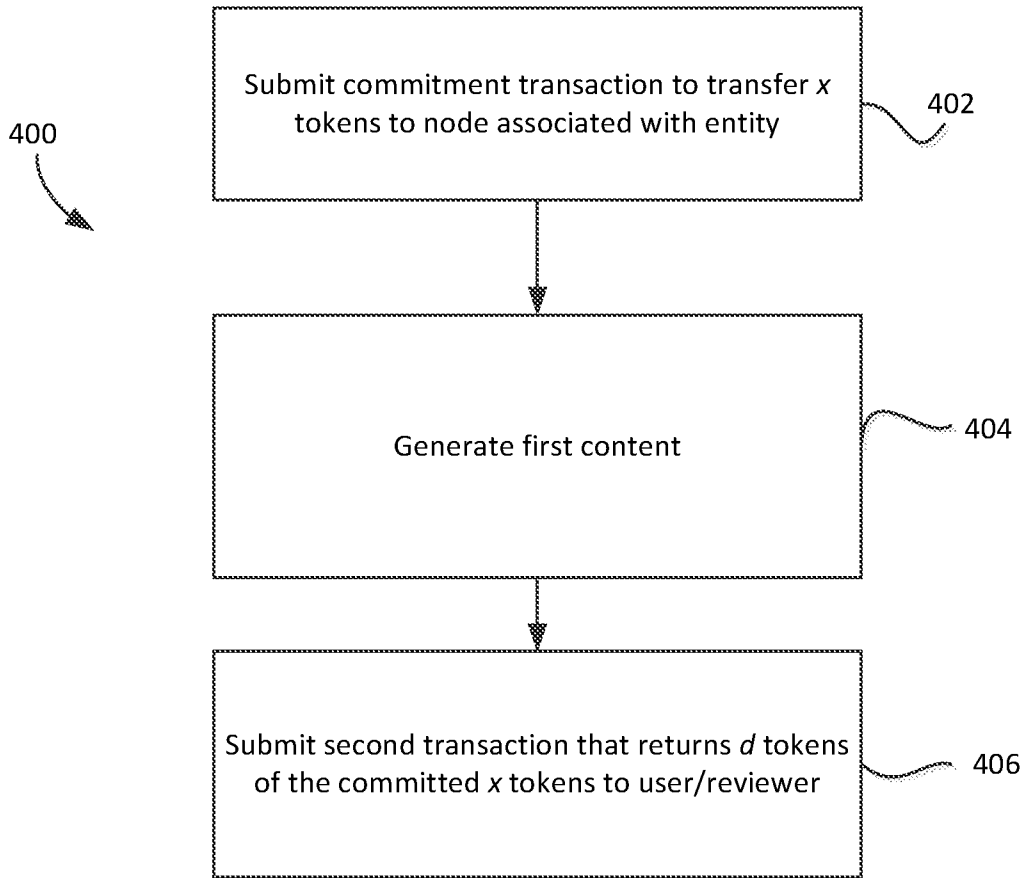 400
Submit commitment transaction to transfer x
tokens to node associated with entity
402
Generate first content
404
Submit second transaction that returns d tokens
of the committed x tokens to user/reviewer
406